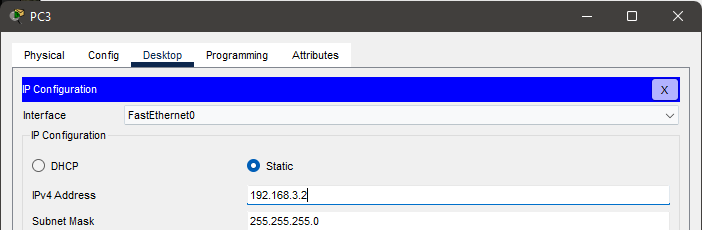 PC3
Physical Config Desktop Programming Attributes
IP Configuration X
Interface FastEthernet0
IP Configuration
DHCP Static
IPv4 Address 192.168.3.2
Subnet Mask 255.255.255.0